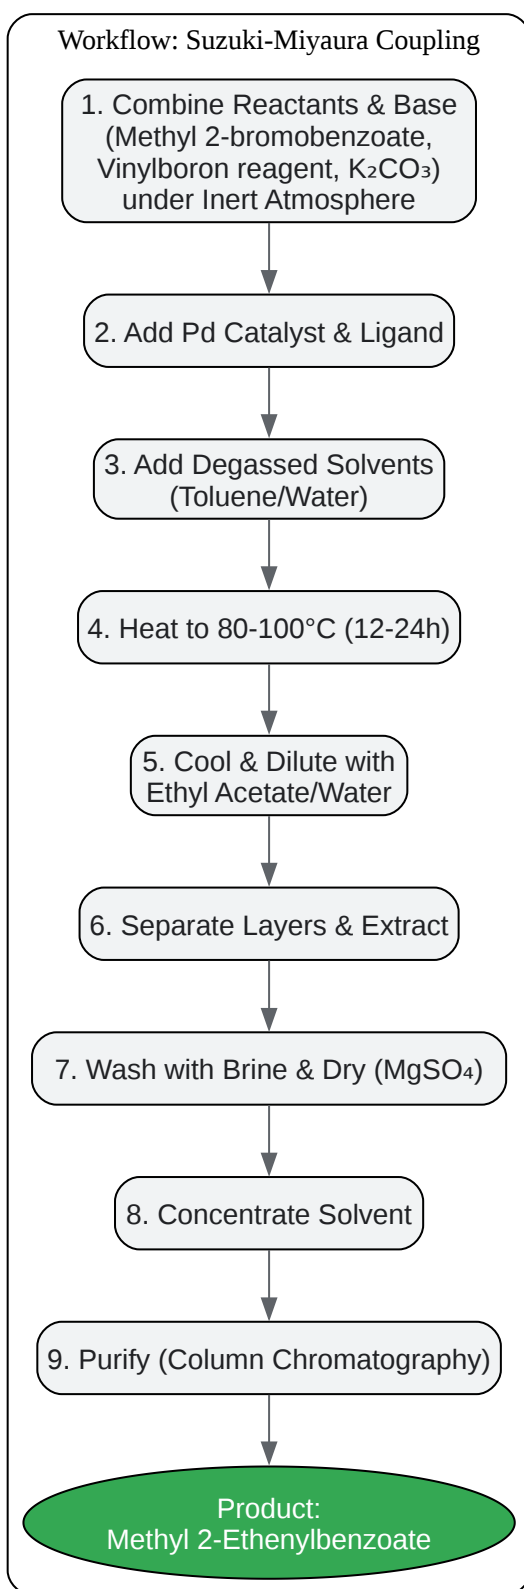 Workflow: Suzuki-Miyaura Coupling
1. Combine Reactants & Base
(Methyl 2-bromobenzoate,
Vinylboron reagent, K₂CO₃)
under Inert Atmosphere
2. Add Pd Catalyst & Ligand
3. Add Degassed Solvents
(Toluene/Water)
4. Heat to 80-100°C (12-24h)
5. Cool & Dilute with
Ethyl Acetate/Water
6. Separate Layers & Extract
7. Wash with Brine & Dry (MgSO₄)
8. Concentrate Solvent
9. Purify (Column Chromatography)
Product:
Methyl 2-Ethenylbenzoate